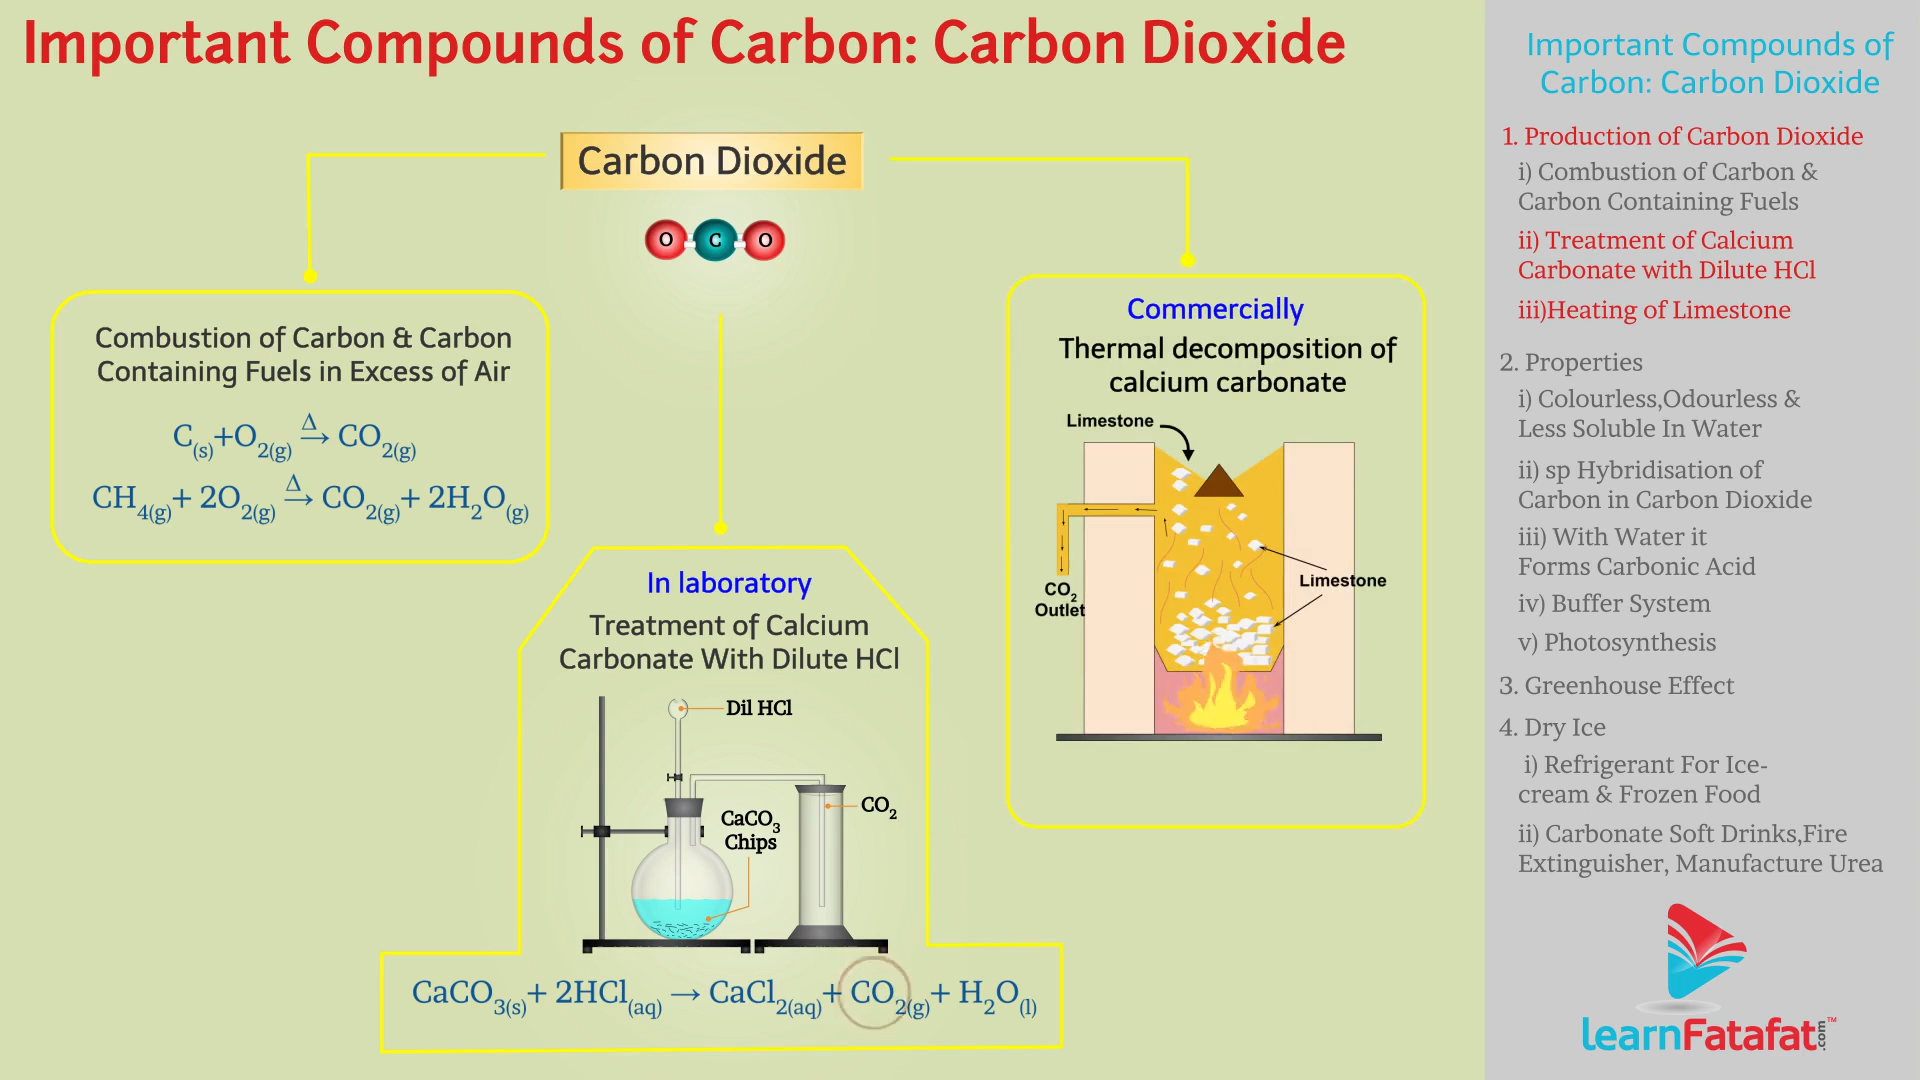 Important Compounds of Carbon: Carbon Dioxide
Carbon Dioxide
O C O
Combustion of Carbon & Carbon
Containing Fuels in Excess of Air
C(s)+O2(g) Δ→ CO2(g)
CH4(g)+ 2O2(g) Δ→ CO2(g)+ 2H2O(g)
In laboratory
Treatment of Calcium
Carbonate With Dilute HCl
Dil HCl
CaCO3
Chips
CO2
CaCO3(s)+ 2HCl(aq) → CaCl2(aq)+ CO2(g)+ H2O(l)
Commercially
Thermal decomposition of
calcium carbonate
Limestone
CO2
Outlet
Limestone
Important Compounds of
Carbon: Carbon Dioxide
1. Production of Carbon Dioxide
i) Combustion of Carbon &
Carbon Containing Fuels
ii) Treatment of Calcium
Carbonate with Dilute HCl
iii)Heating of Limestone
2. Properties
i) Colourless,Odourless &
Less Soluble In Water
ii) sp Hybridisation of
Carbon in Carbon Dioxide
iii) With Water it
Forms Carbonic Acid
iv) Buffer System
v) Photosynthesis
3. Greenhouse Effect
4. Dry Ice
i) Refrigerant For Ice-
cream & Frozen Food
ii) Carbonate Soft Drinks,Fire
Extinguisher, Manufacture Urea
learnFatafat.com™